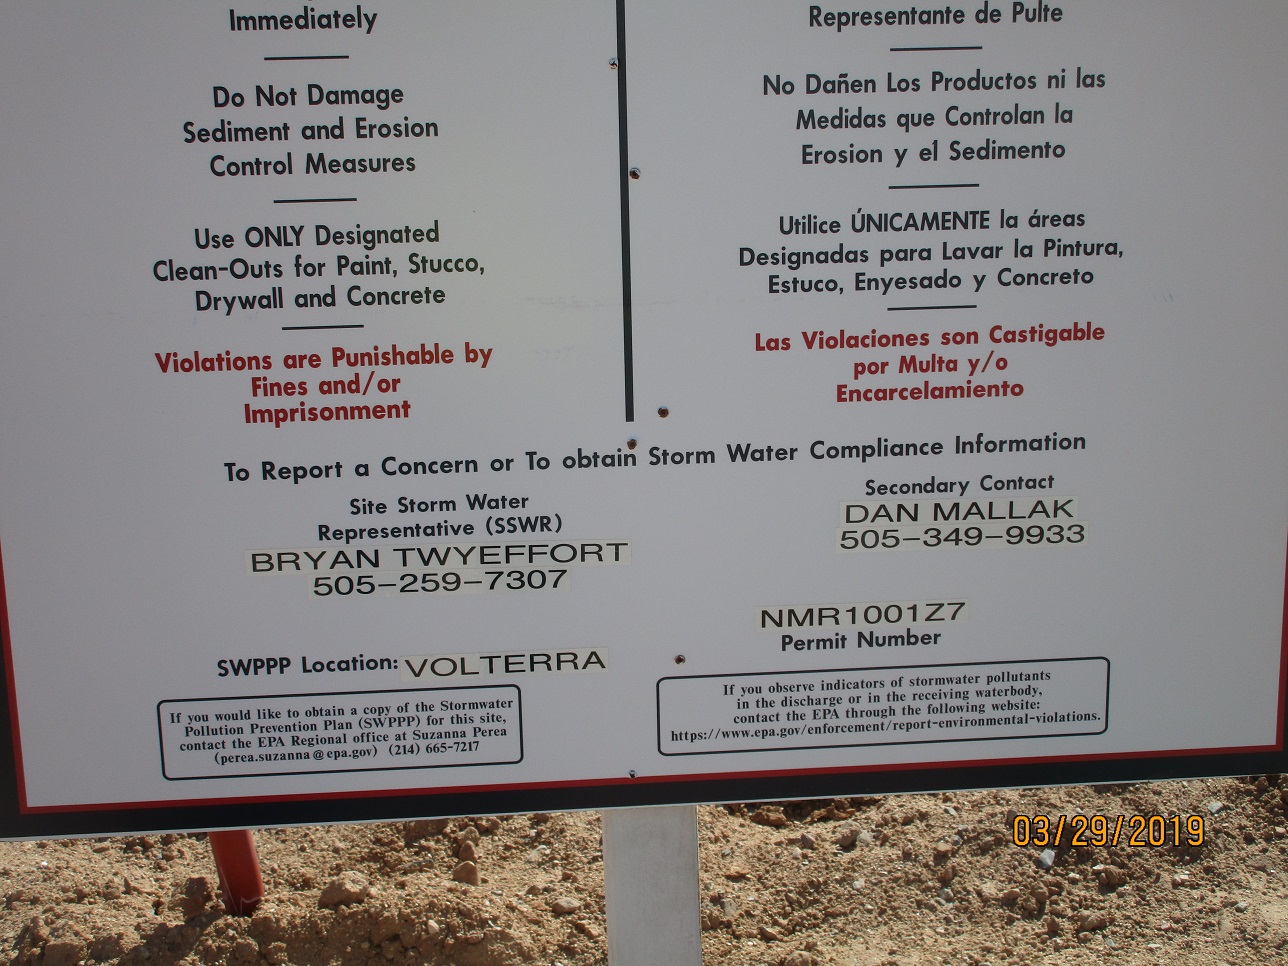 Immediately
Do Not Damage
Sediment and Erosion
Control Measures
Use ONLY Designated
Clean-Outs for Paint, Stucco,
Drywall and Concrete
Violations are Punishable by
Fines and/or
Imprisonment
Representante de Pulte
No Dañen Los Productos ni las
Medidas que Controlan la
Erosion y el Sedimento
Utilice ÚNICAMENTE la áreas
Designadas para Lavar la Pintura,
Estuco, Enyesado y Concreto
Las Violaciones son Castigable
por Multa y/o
Encarcelamiento
To Report a Concern or To obtain Storm Water Compliance Information
Site Storm Water
Representative (SSWR)
BRYAN TWYEFFORT
505-259-7307
Secondary Contact
DAN MALLAK
505-349-9933
NMR1001Z7
Permit Number
SWPPP Location: VOLTERRA
If you would like to obtain a copy of the Stormwater
Pollution Prevention Plan (SWPPP) for this site,
contact the EPA Regional office at Suzanna Perea
(perea.suzanna@epa.gov) (214) 665-7217
If you observe indicators of stormwater pollutants
in the discharge or in the receiving waterbody,
contact the EPA through the following website:
https://www.epa.gov/enforcement/report-environmental-violations.
03/29/2019